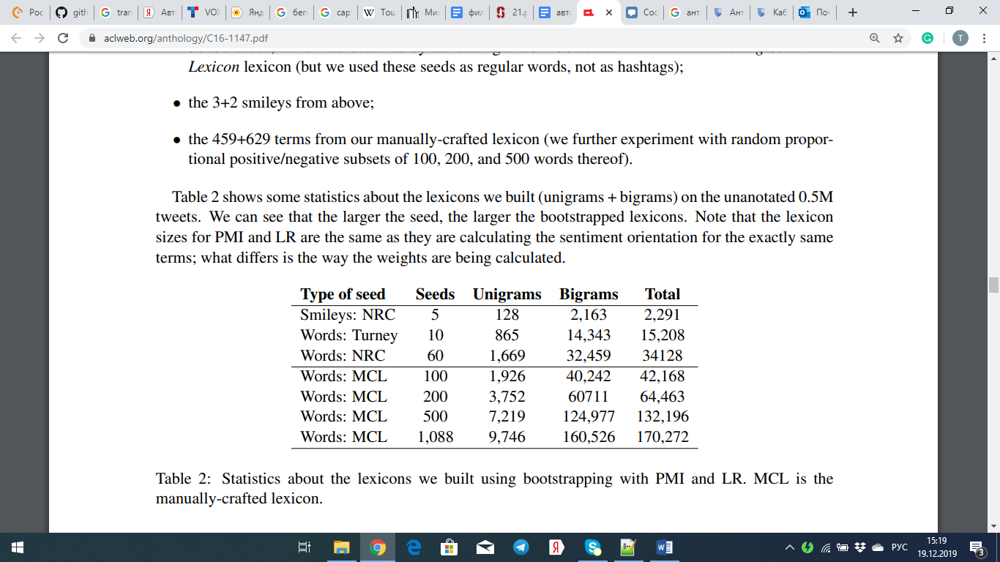 Рос
gith
tran
Авт
VO
Янд
бег
сар
W Тош
Ми
фил
21.р
авто
Сос
ант
Ант
Каб
По
aclweb.org/anthology/C16-1147.pdf
T
Lexicon lexicon (but we used these seeds as regular words, not as hashtags);
• the 3+2 smileys from above;
• the 459+629 terms from our manually-crafted lexicon (we further experiment with random propor-
tional positive/negative subsets of 100, 200, and 500 words thereof).
Table 2 shows some statistics about the lexicons we built (unigrams + bigrams) on the unanotated 0.5M
tweets. We can see that the larger the seed, the larger the bootstrapped lexicons. Note that the lexicon
sizes for PMI and LR are the same as they are calculating the sentiment orientation for the exactly same
terms; what differs is the way the weights are being calculated.
Type of seed Seeds Unigrams Bigrams Total
Smileys: NRC 5 128 2,163 2,291
Words: Turney 10 865 14,343 15,208
Words: NRC 60 1,669 32,459 34128
Words: MCL 100 1,926 40,242 42,168
Words: MCL 200 3,752 60711 64,463
Words: MCL 500 7,219 124,977 132,196
Words: MCL 1,088 9,746 160,526 170,272
Table 2: Statistics about the lexicons we built using bootstrapping with PMI and LR. MCL is the
manually-crafted lexicon.
РУС
15:19
19.12.2019
3